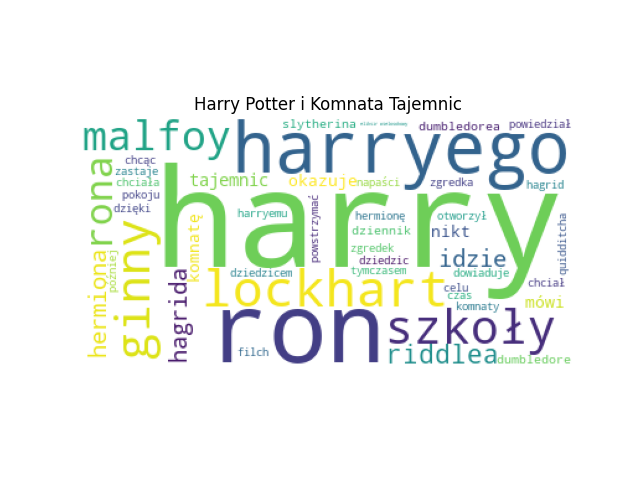 Harry Potter i Komnata Tajemnic
slytherina
dumbledorea
powiedział
malfoy
harryego
chcąc
zastaje
chciała
pokoju
dzięki
rona
tajemnic
okazuje
napaści
zgredka
hagrid
harry
harryemu
powstrzymać
hermionę
otworzył
dziennik
nikt
quidditcha
komnatę
ginny
zgredek
dziedzic
idzie
hermiona
później
hagrida
dziedzicem
tymczasem
dowiaduje
lockhart
celu
chciał
czas
mówi
komnaty
ron
szkoły
filch
riddlea
dumbledore